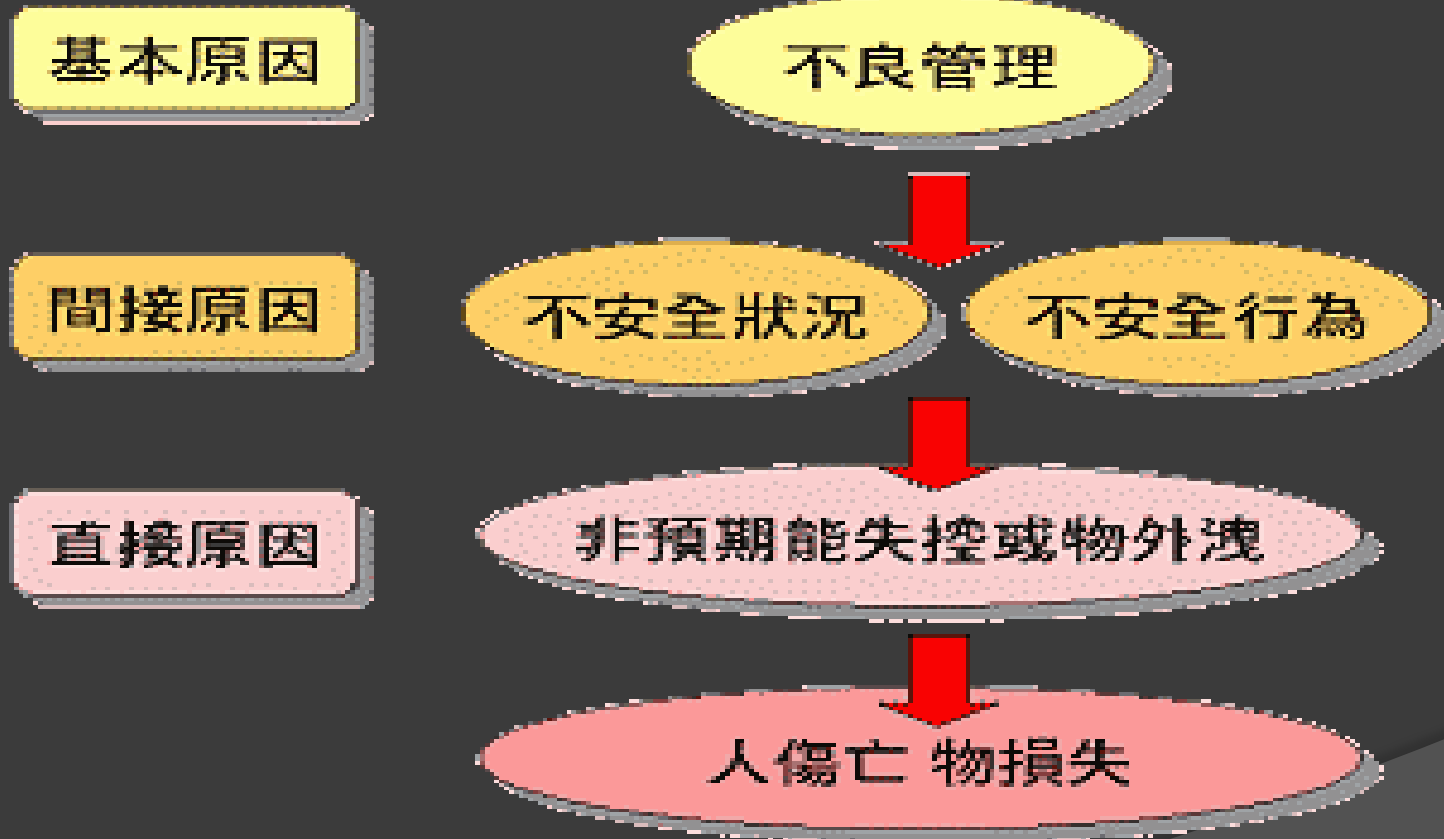 基本原因 不良管理
間接原因 不安全狀況 不安全行為
直接原因 非預期能失控或物外洩
人傷亡 物損失